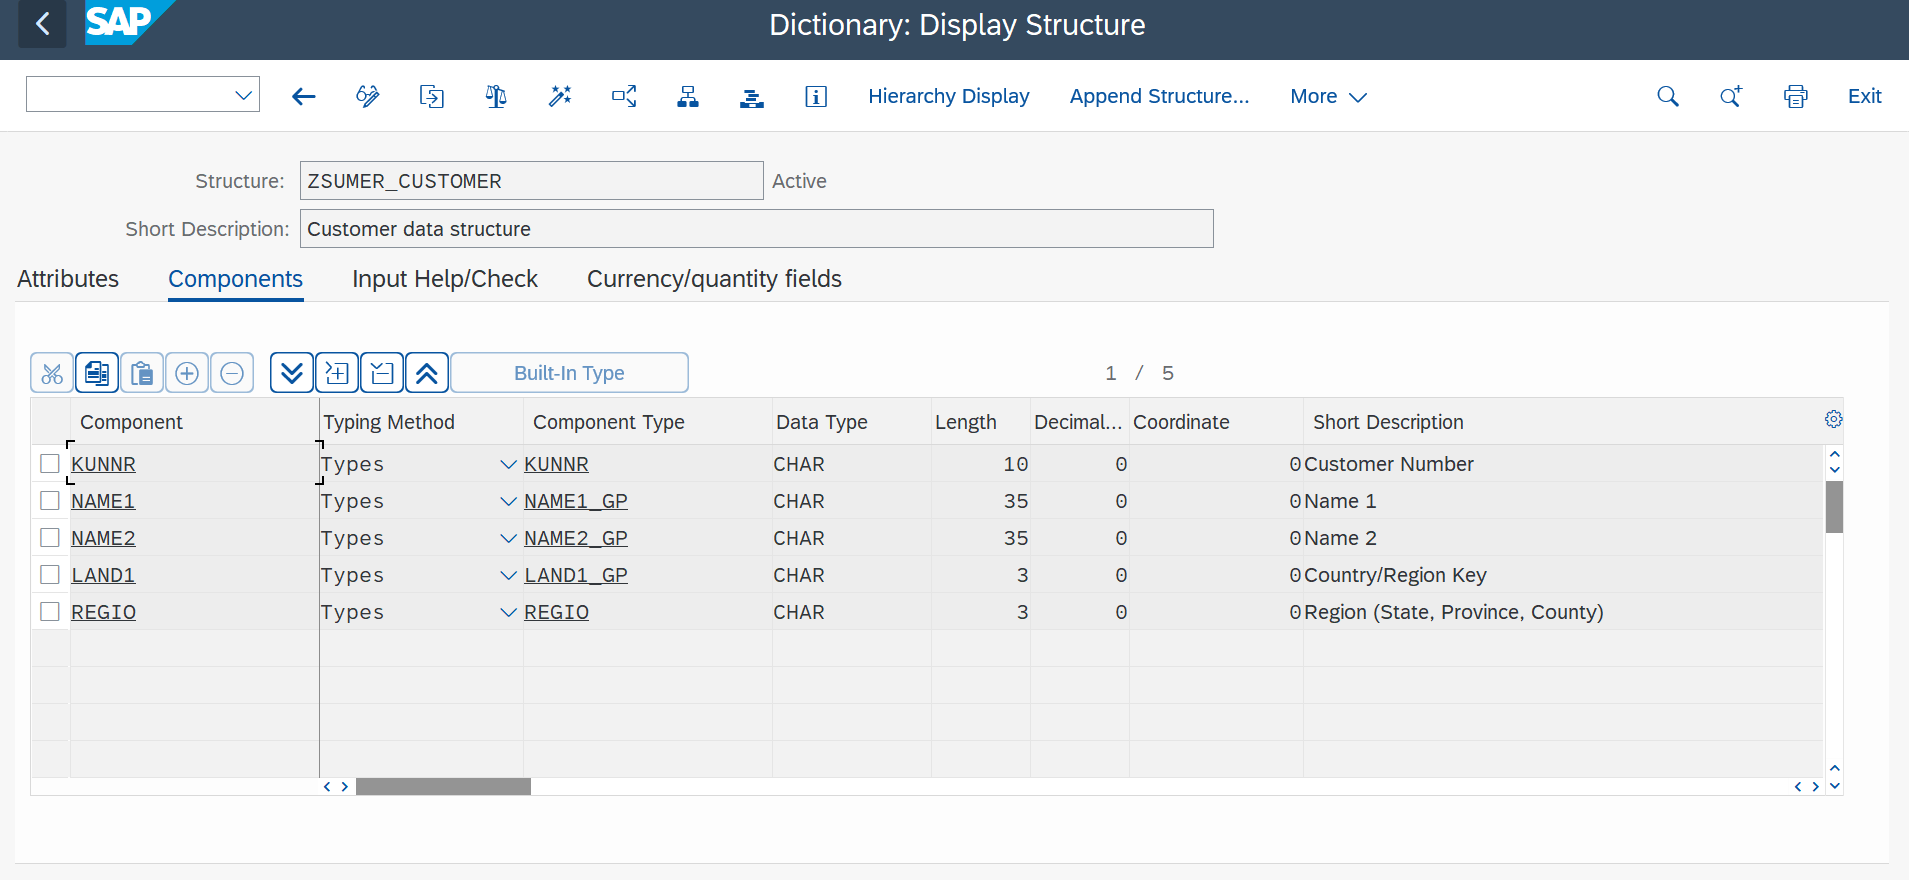 SAP
Dictionary: Display Structure
Hierarchy Display Append Structure... More Exit
Structure: ZSUMER_CUSTOMER Active
Short Description: Customer data structure
Attributes Components Input Help/Check Currency/quantity fields
Built-In Type 1 / 5
Component Typing Method Component Type Data Type Length Decimal... Coordinate Short Description
KUNNR Types KUNNR CHAR 10 0 0 Customer Number
NAME1 Types NAME1_GP CHAR 35 0 0 Name 1
NAME2 Types NAME2_GP CHAR 35 0 0 Name 2
LAND1 Types LAND1_GP CHAR 3 0 0 Country/Region Key
REGIO Types REGIO CHAR 3 0 0 Region (State, Province, County)